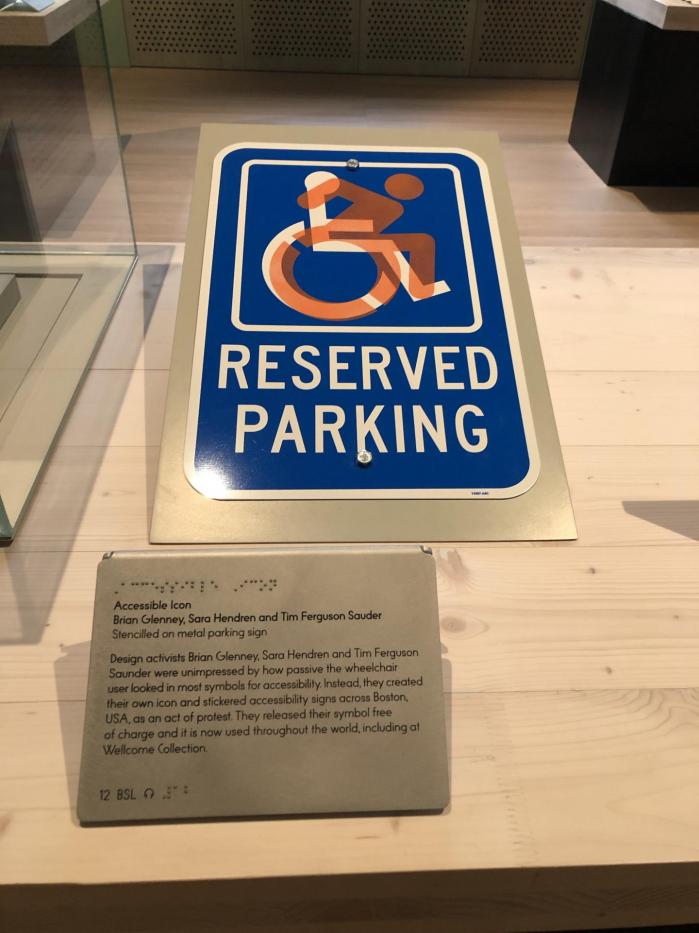 RESERVED
PARKING
Accessible Icon
Brian Glenney, Sara Hendren and Tim Ferguson Sauder
Stencilled on metal parking sign
Design activists Brian Glenney, Sara Hendren and Tim Ferguson
Saunder were unimpressed by how passive the wheelchair
user looked in most symbols for accessibility. Instead, they created
their own icon and stickered accessibility signs across Boston,
USA, as an act of protest. They released their symbol free
of charge and it is now used throughout the world, including at
Wellcome Collection.
12 BSL